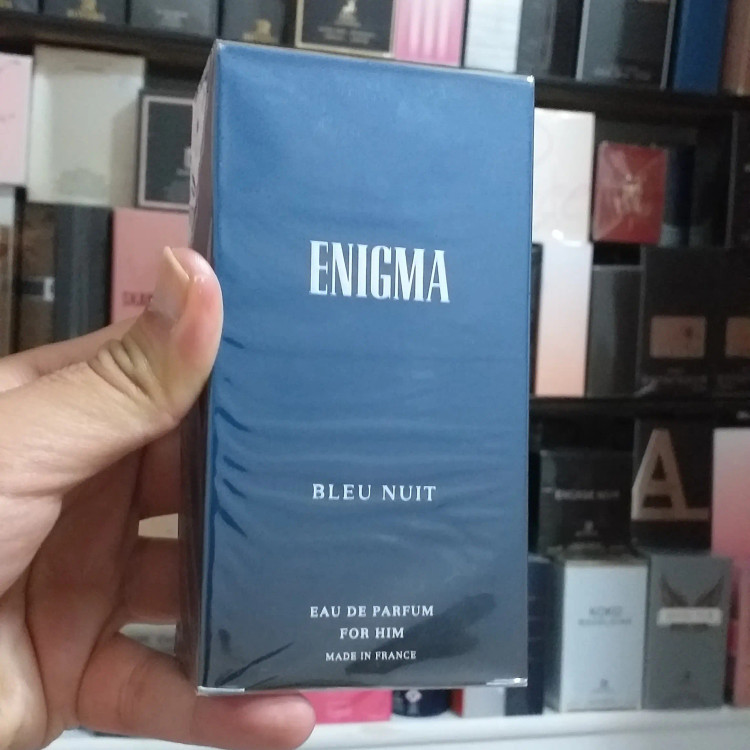 ENIGMA
BLEU NUIT
EAU DE PARFUM
FOR HIM
MADE IN FRANCE